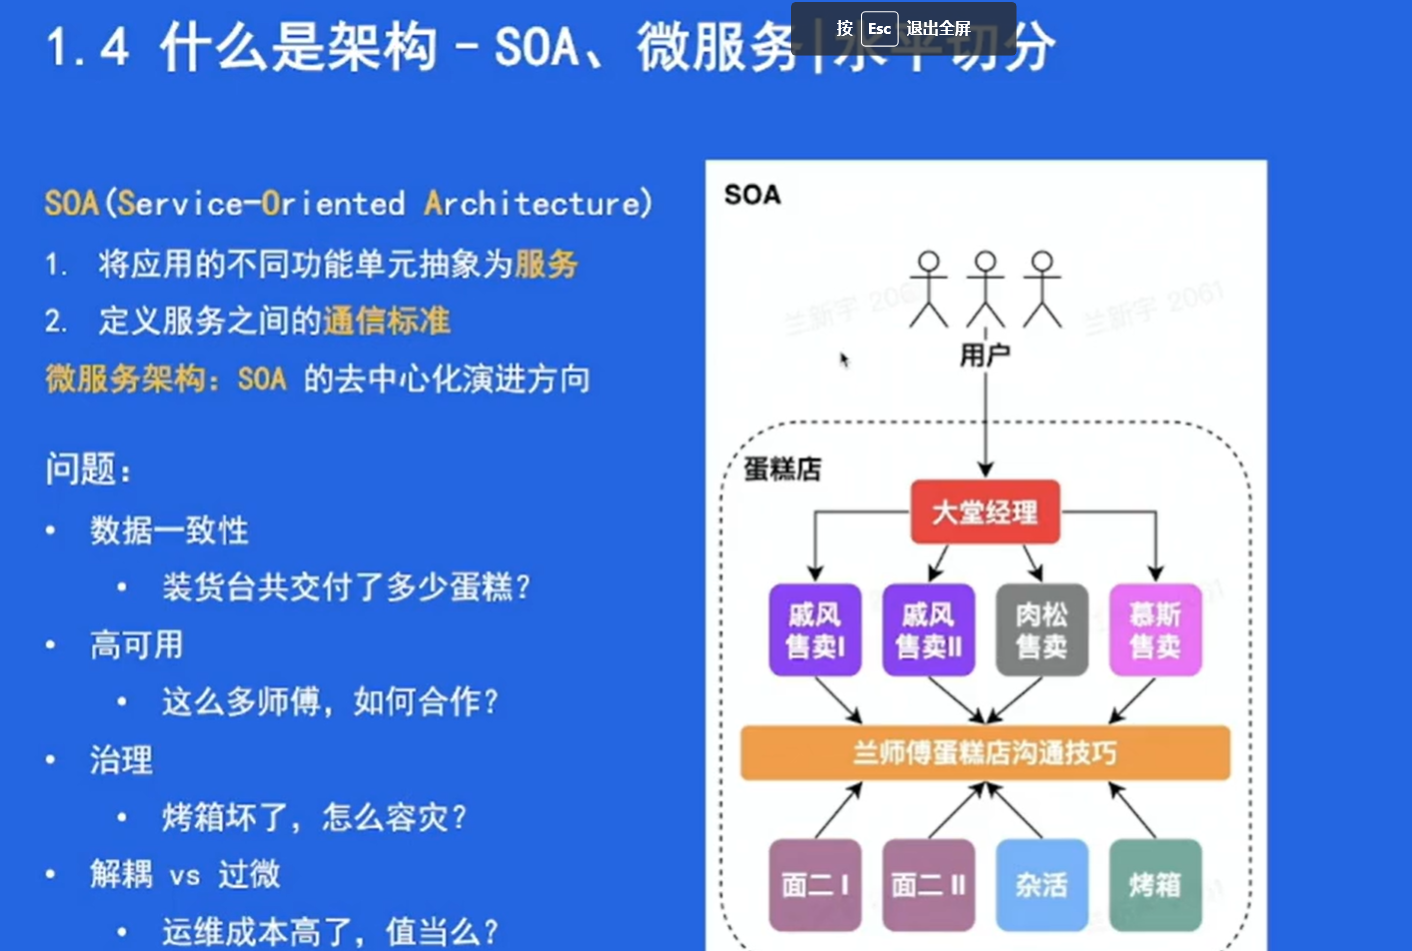 1.4 什么是架构 - SOA、微服务|水平切分
按 Esc 退出全屏
SOA(Service-Oriented Architecture)
1. 将应用的不同功能单元抽象为服务
2. 定义服务之间的通信标准
微服务架构：SOA 的去中心化演进方向
问题：
• 数据一致性
• 装货台共交付了多少蛋糕？
• 高可用
• 这么多师傅，如何合作？
• 治理
• 烤箱坏了，怎么容灾？
• 解耦 vs 过微
• 运维成本高了，值当么？
SOA
兰新宇 206
兰新宇 2061
用户
蛋糕店
大堂经理
戚风
售卖I
戚风
售卖II
肉松
售卖
慕斯
售卖
兰师傅蛋糕店沟通技巧
面二 I
面二 II
杂活
烤箱